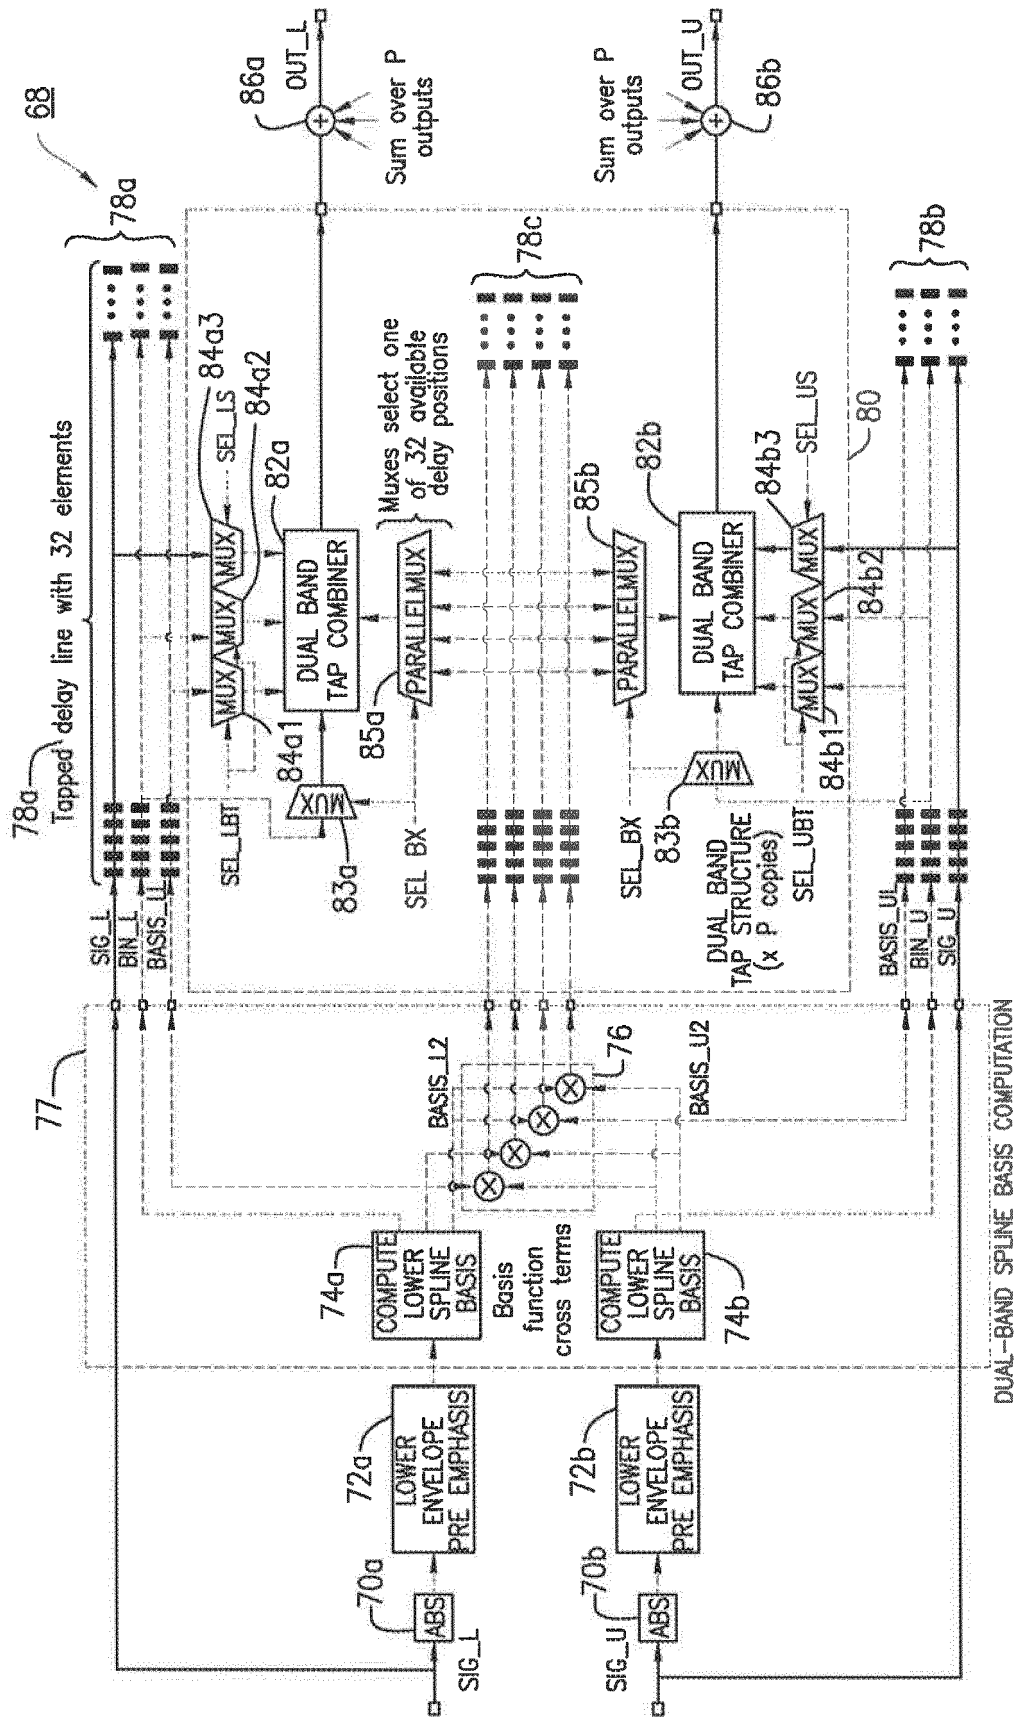 68
78a
Tapped delay line with 32 elements
78a
SIG_L
BIN_L
BASIS_LL
SEL_LBT
84a1
84a3
84a2
SEL_LS
MUX
MUX
MUX
82a
DUAL BAND
TAP COMBINER
MUX
83a
SEL BX
85a
PARALLELMUX
Muxes select one
of 32 available
delay positions
86a
OUT_L
Sum over P
outputs
78c
77
BASIS_L2
76
BASIS_U2
70a
ABS
SIG_L
72a
LOWER
ENVELOPE
PRE EMPHASIS
74a
COMPUTE
LOWER
SPLINE
BASIS
Basis
function
cross terms
70b
ABS
SIG_U
72b
LOWER
ENVELOPE
PRE EMPHASIS
COMPUTE
LOWER
SPLINE
BASIS
74b
SEL_BX
PARALLELMUX
85b
83b
MUX
DUAL BAND
TAP COMBINER
82b
MUX
MUX
MUX
84b1
84b2
84b3
SEL_US
SEL_UBT
DUAL BAND
TAP STRUCTURE
(x P copies)
80
Sum over P
outputs
OUT_U
86b
BASIS_UL
BIN_U
SIG_U
78b
DUAL-BAND SPLINE BASIS COMPUTATION